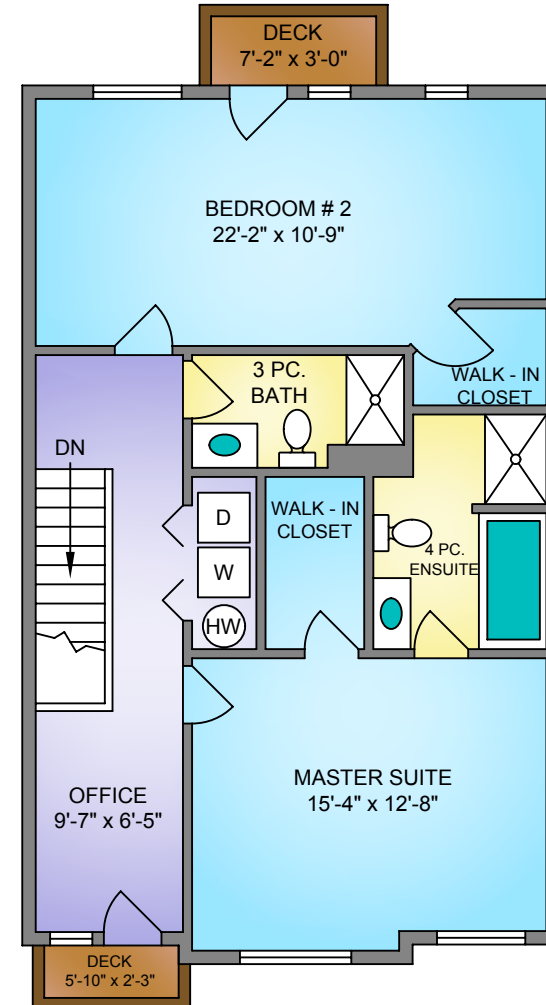 DECK
7'-2" x 3'-0"
BEDROOM # 2
22'-2" x 10'-9"
WALK - IN
CLOSET
3 PC.
BATH
DN
D
W
HW
WALK - IN
CLOSET
4 PC.
ENSUITE
MASTER SUITE
15'-4" x 12'-8"
OFFICE
9'-7" x 6'-5"
DECK
5'-10" x 2'-3"